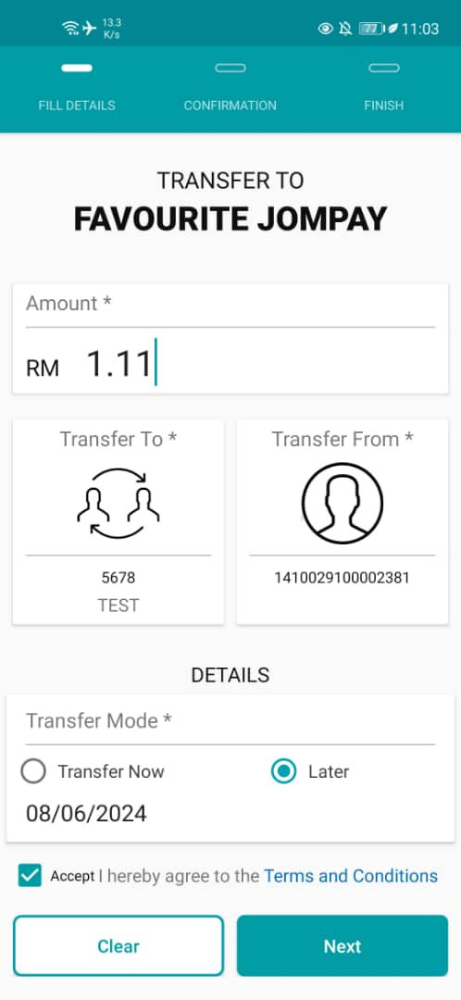 13.3
K/s
77
11:03
FILL DETAILS
CONFIRMATION
FINISH
TRANSFER TO
FAVOURITE JOMPAY
Amount *
RM 1.11
Transfer To *
Transfer From *
5678
1410029100002381
TEST
DETAILS
Transfer Mode *
Transfer Now
Later
08/06/2024
Accept I hereby agree to the Terms and Conditions
Clear
Next